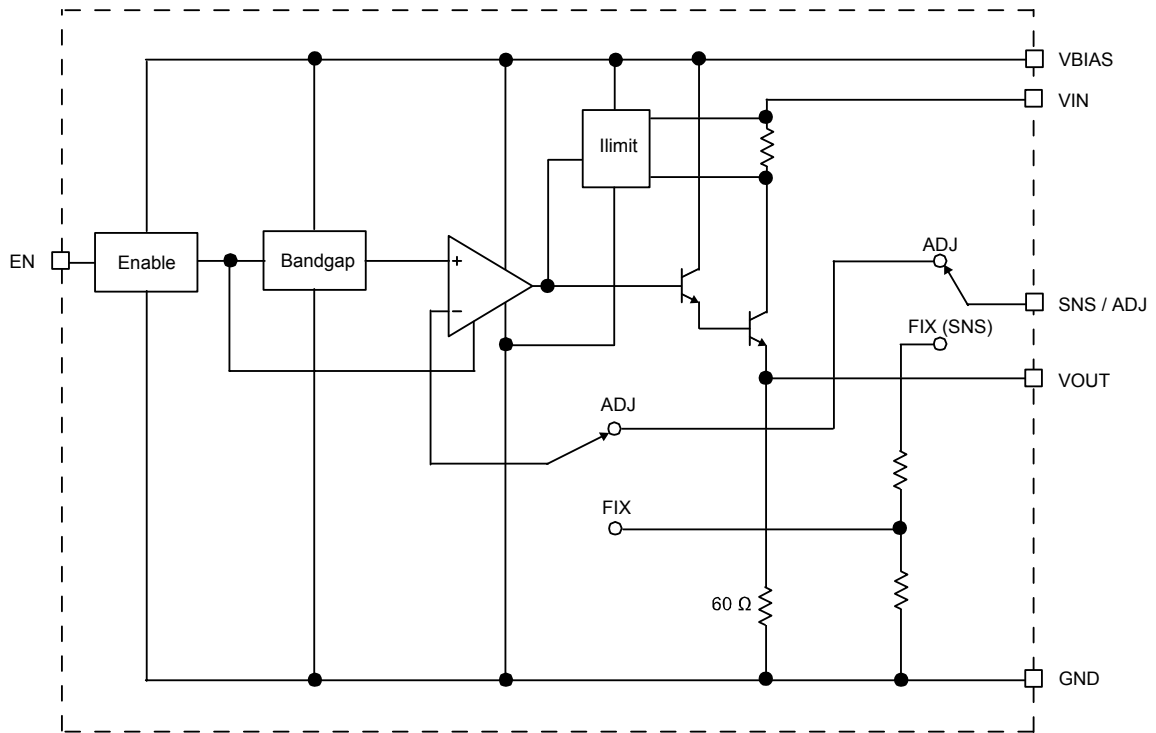 VBIAS
VIN
Ilimit
ADJ
EN
Enable
Bandgap
+
−
SNS / ADJ
FIX (SNS)
VOUT
ADJ
FIX
60 Ω
GND